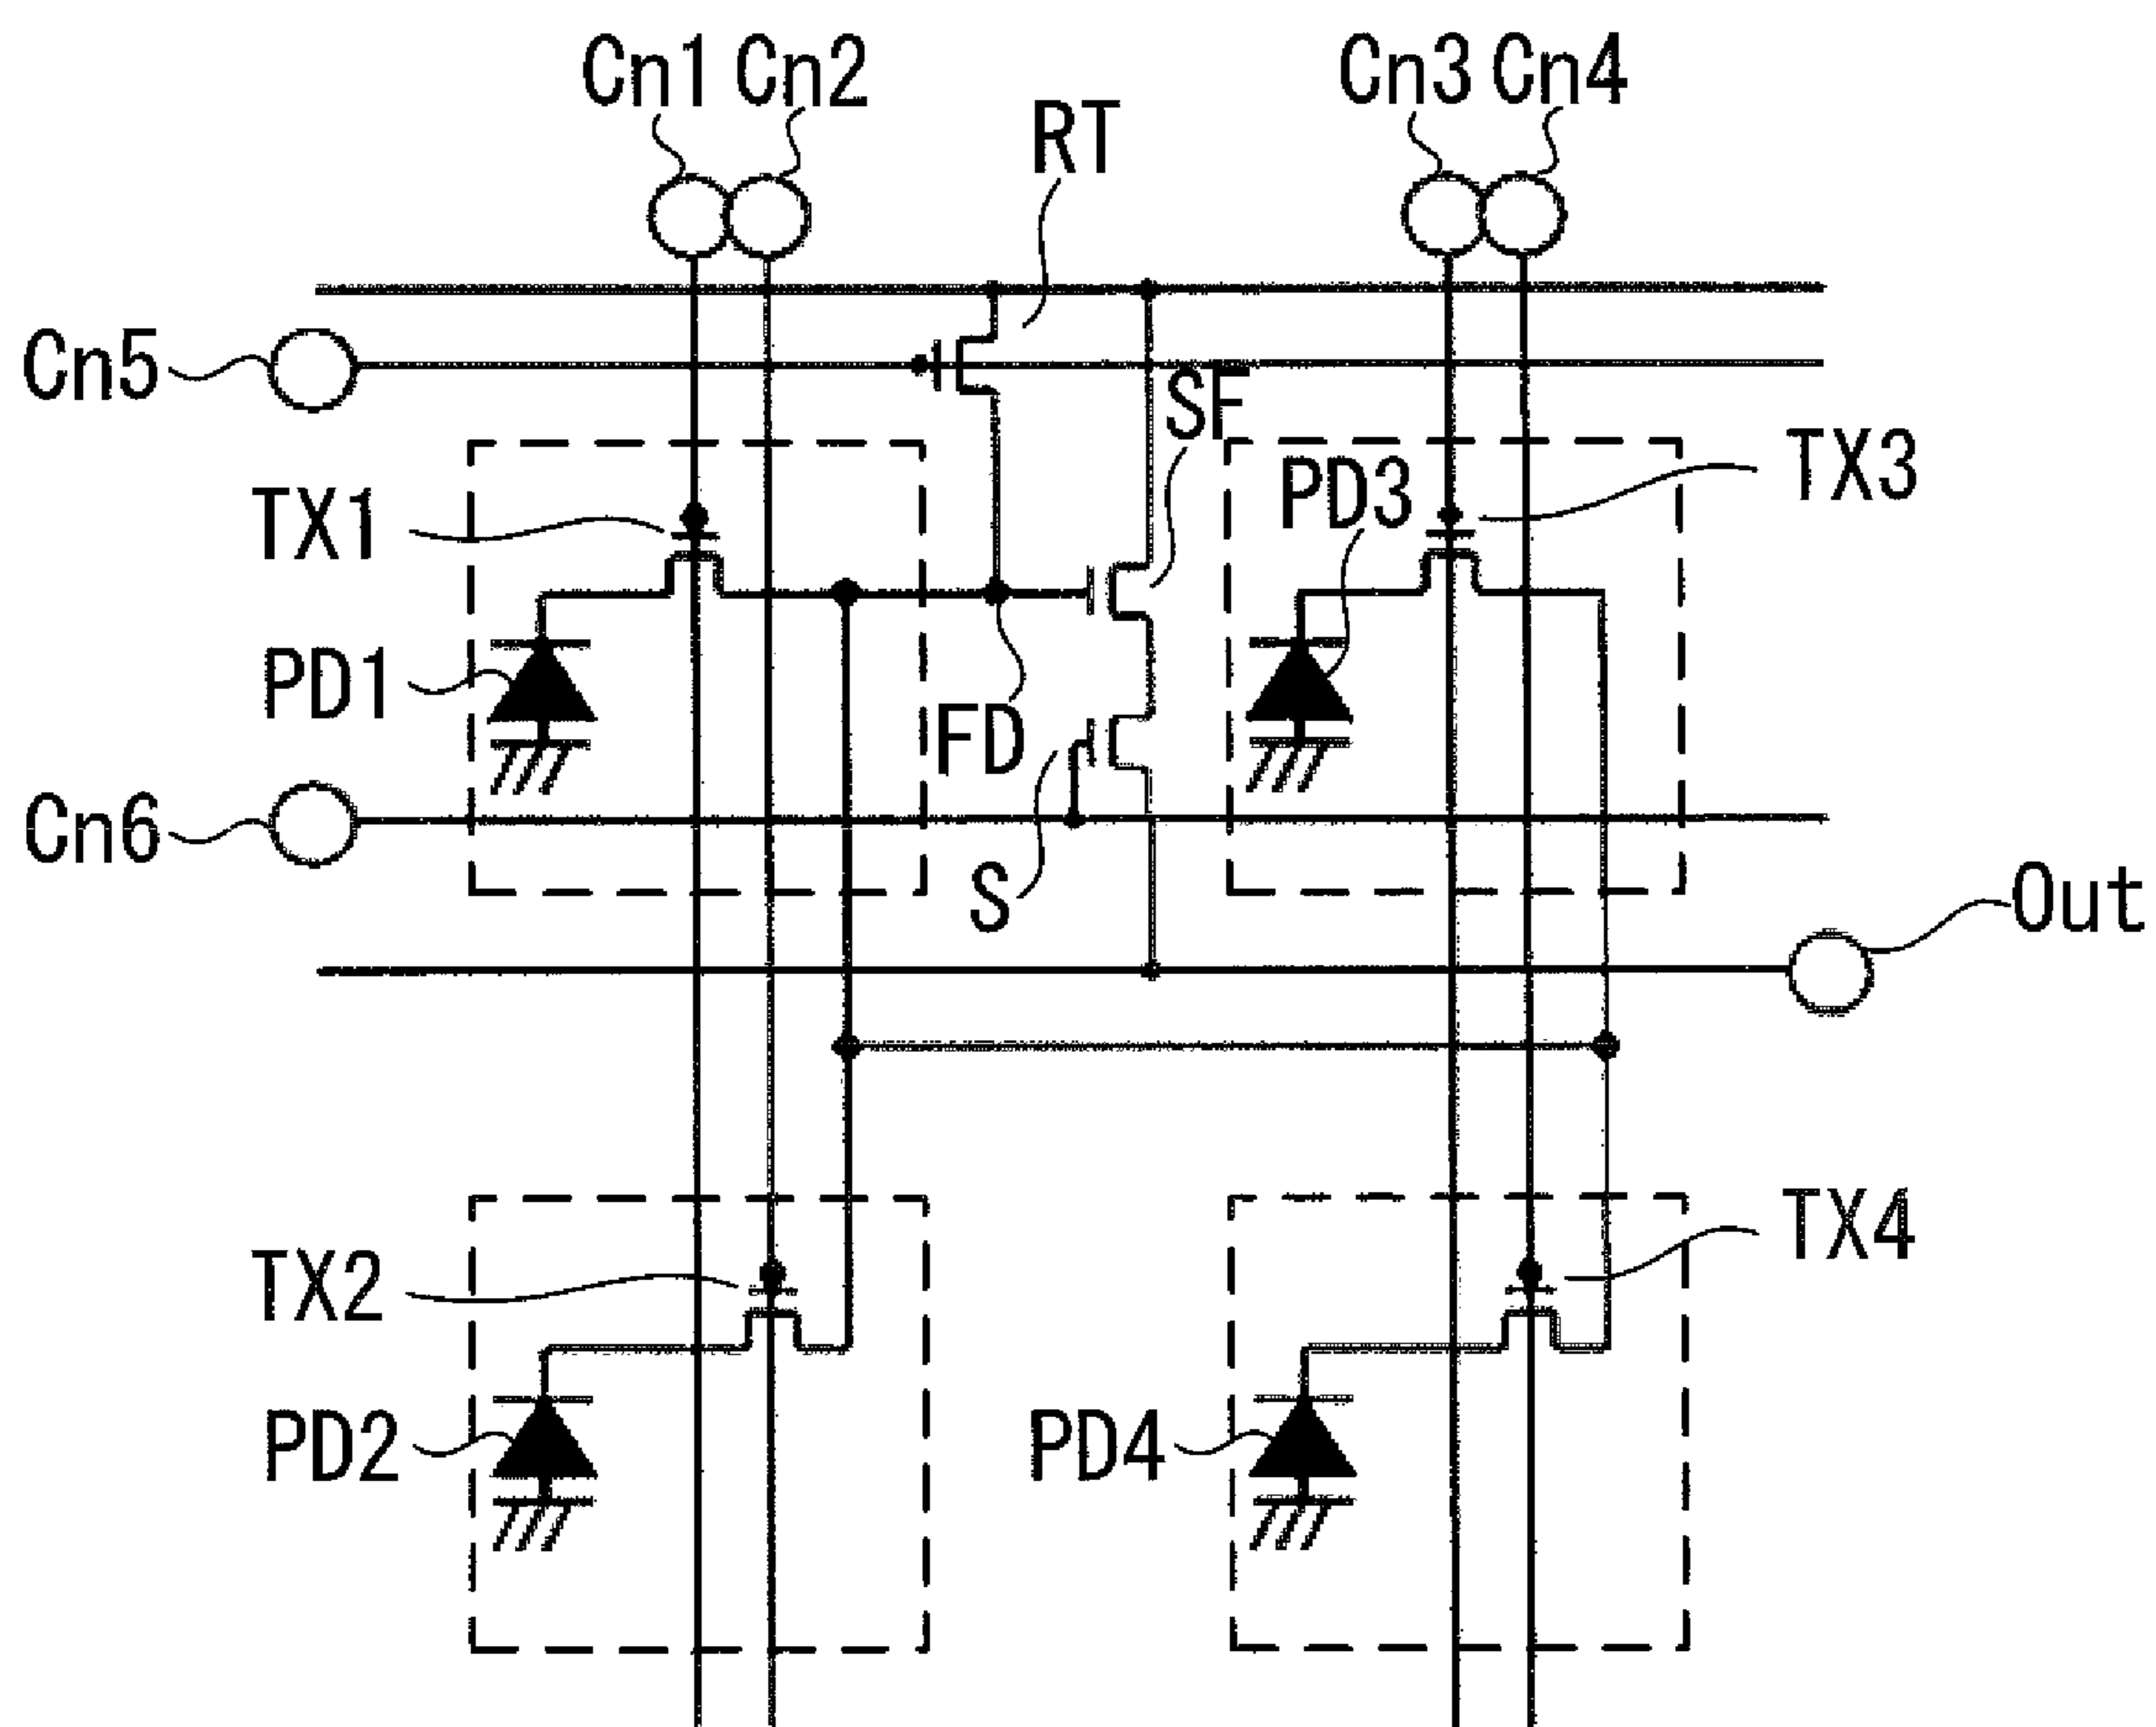 Cn1 Cn2
Cn3 Cn4
RT
Cn5
SF
TX1
PD3
TX3
PD1
FD
Cn6
S
Out
TX2
TX4
PD2
PD4